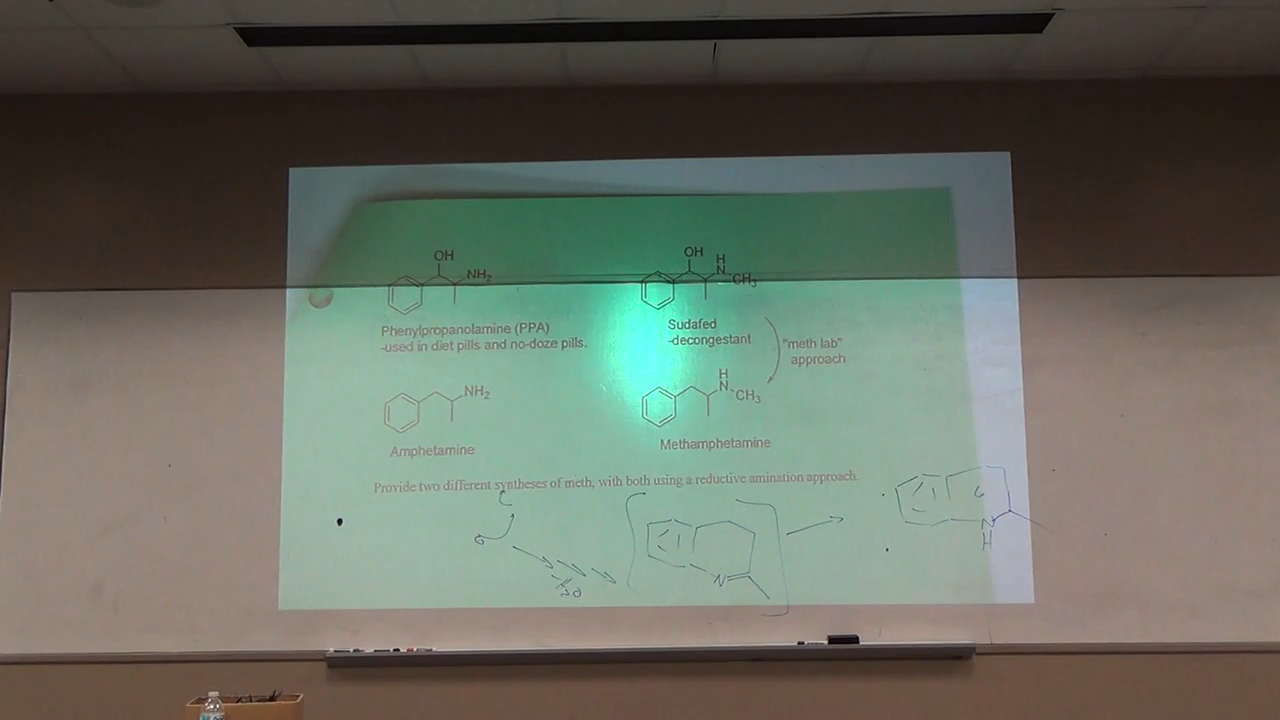 OH
NH2
Phenylpropanolamine (PPA)
-used in diet pills and no-doze pills.
OH
H
N
CH3
Sudafed
-decongestant
"meth lab"
approach
NH2
Amphetamine
H
N
CH3
Methamphetamine
Provide two different syntheses of meth, with both using a reductive amination approach.
N
N
H